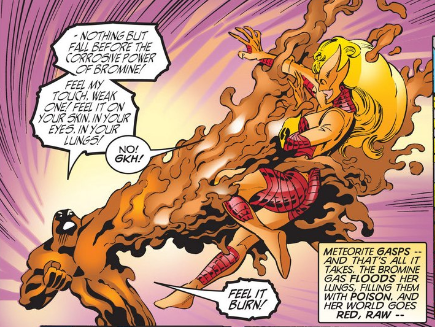 - NOTHING BUT
FALL BEFORE THE
CORROSIVE POWER
OF BROMINE!
FEEL MY
TOUCH, WEAK
ONE! FEEL IT ON
YOUR SKIN. IN YOUR
EYES. IN YOUR
LUNGS!
NO!
GKH!
FEEL IT
BURN!
METEORITE GASPS --
AND THAT'S ALL IT
TAKES. THE BROMINE
GAS FLOODS HER
LUNGS, FILLING THEM
WITH POISON. AND
HER WORLD GOES
RED, RAW --